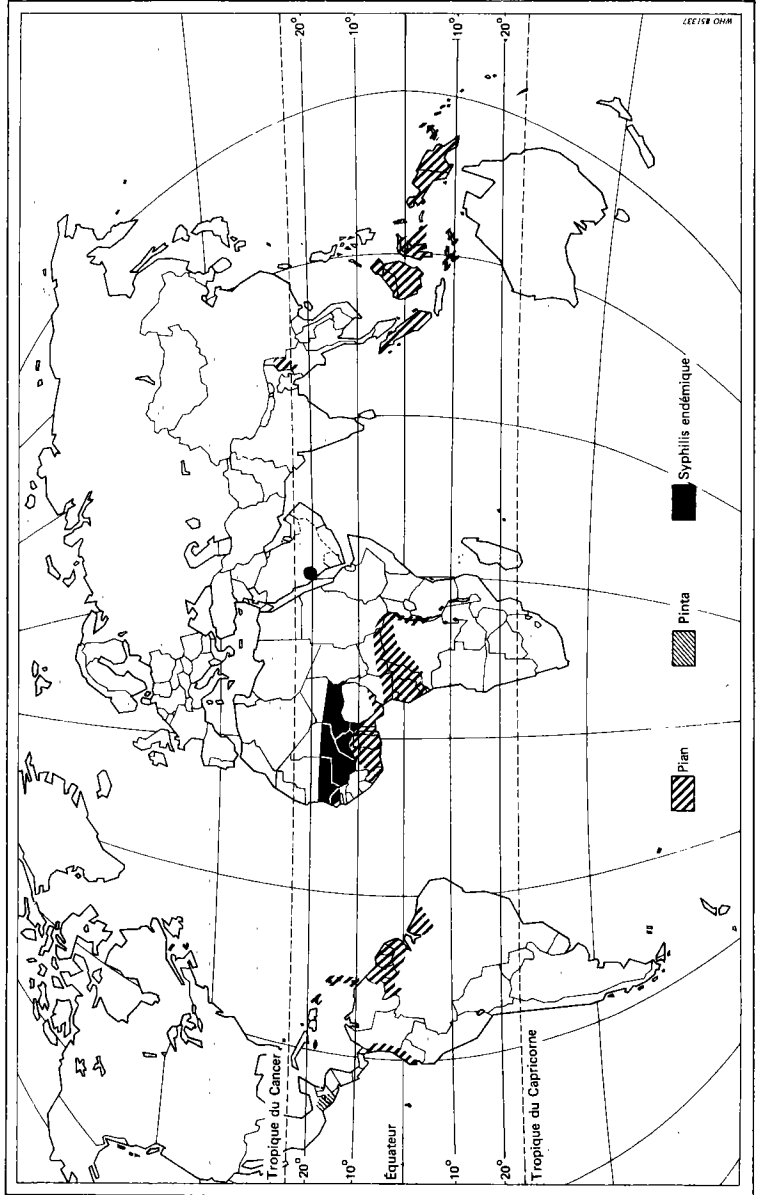 WHO 851337
20°
10°
10°
20°
Tropique du Cancer
20°
10°
Équateur
10°
20°
Tropique du Capricorne
Pian
Pinta
Syphilis endémique